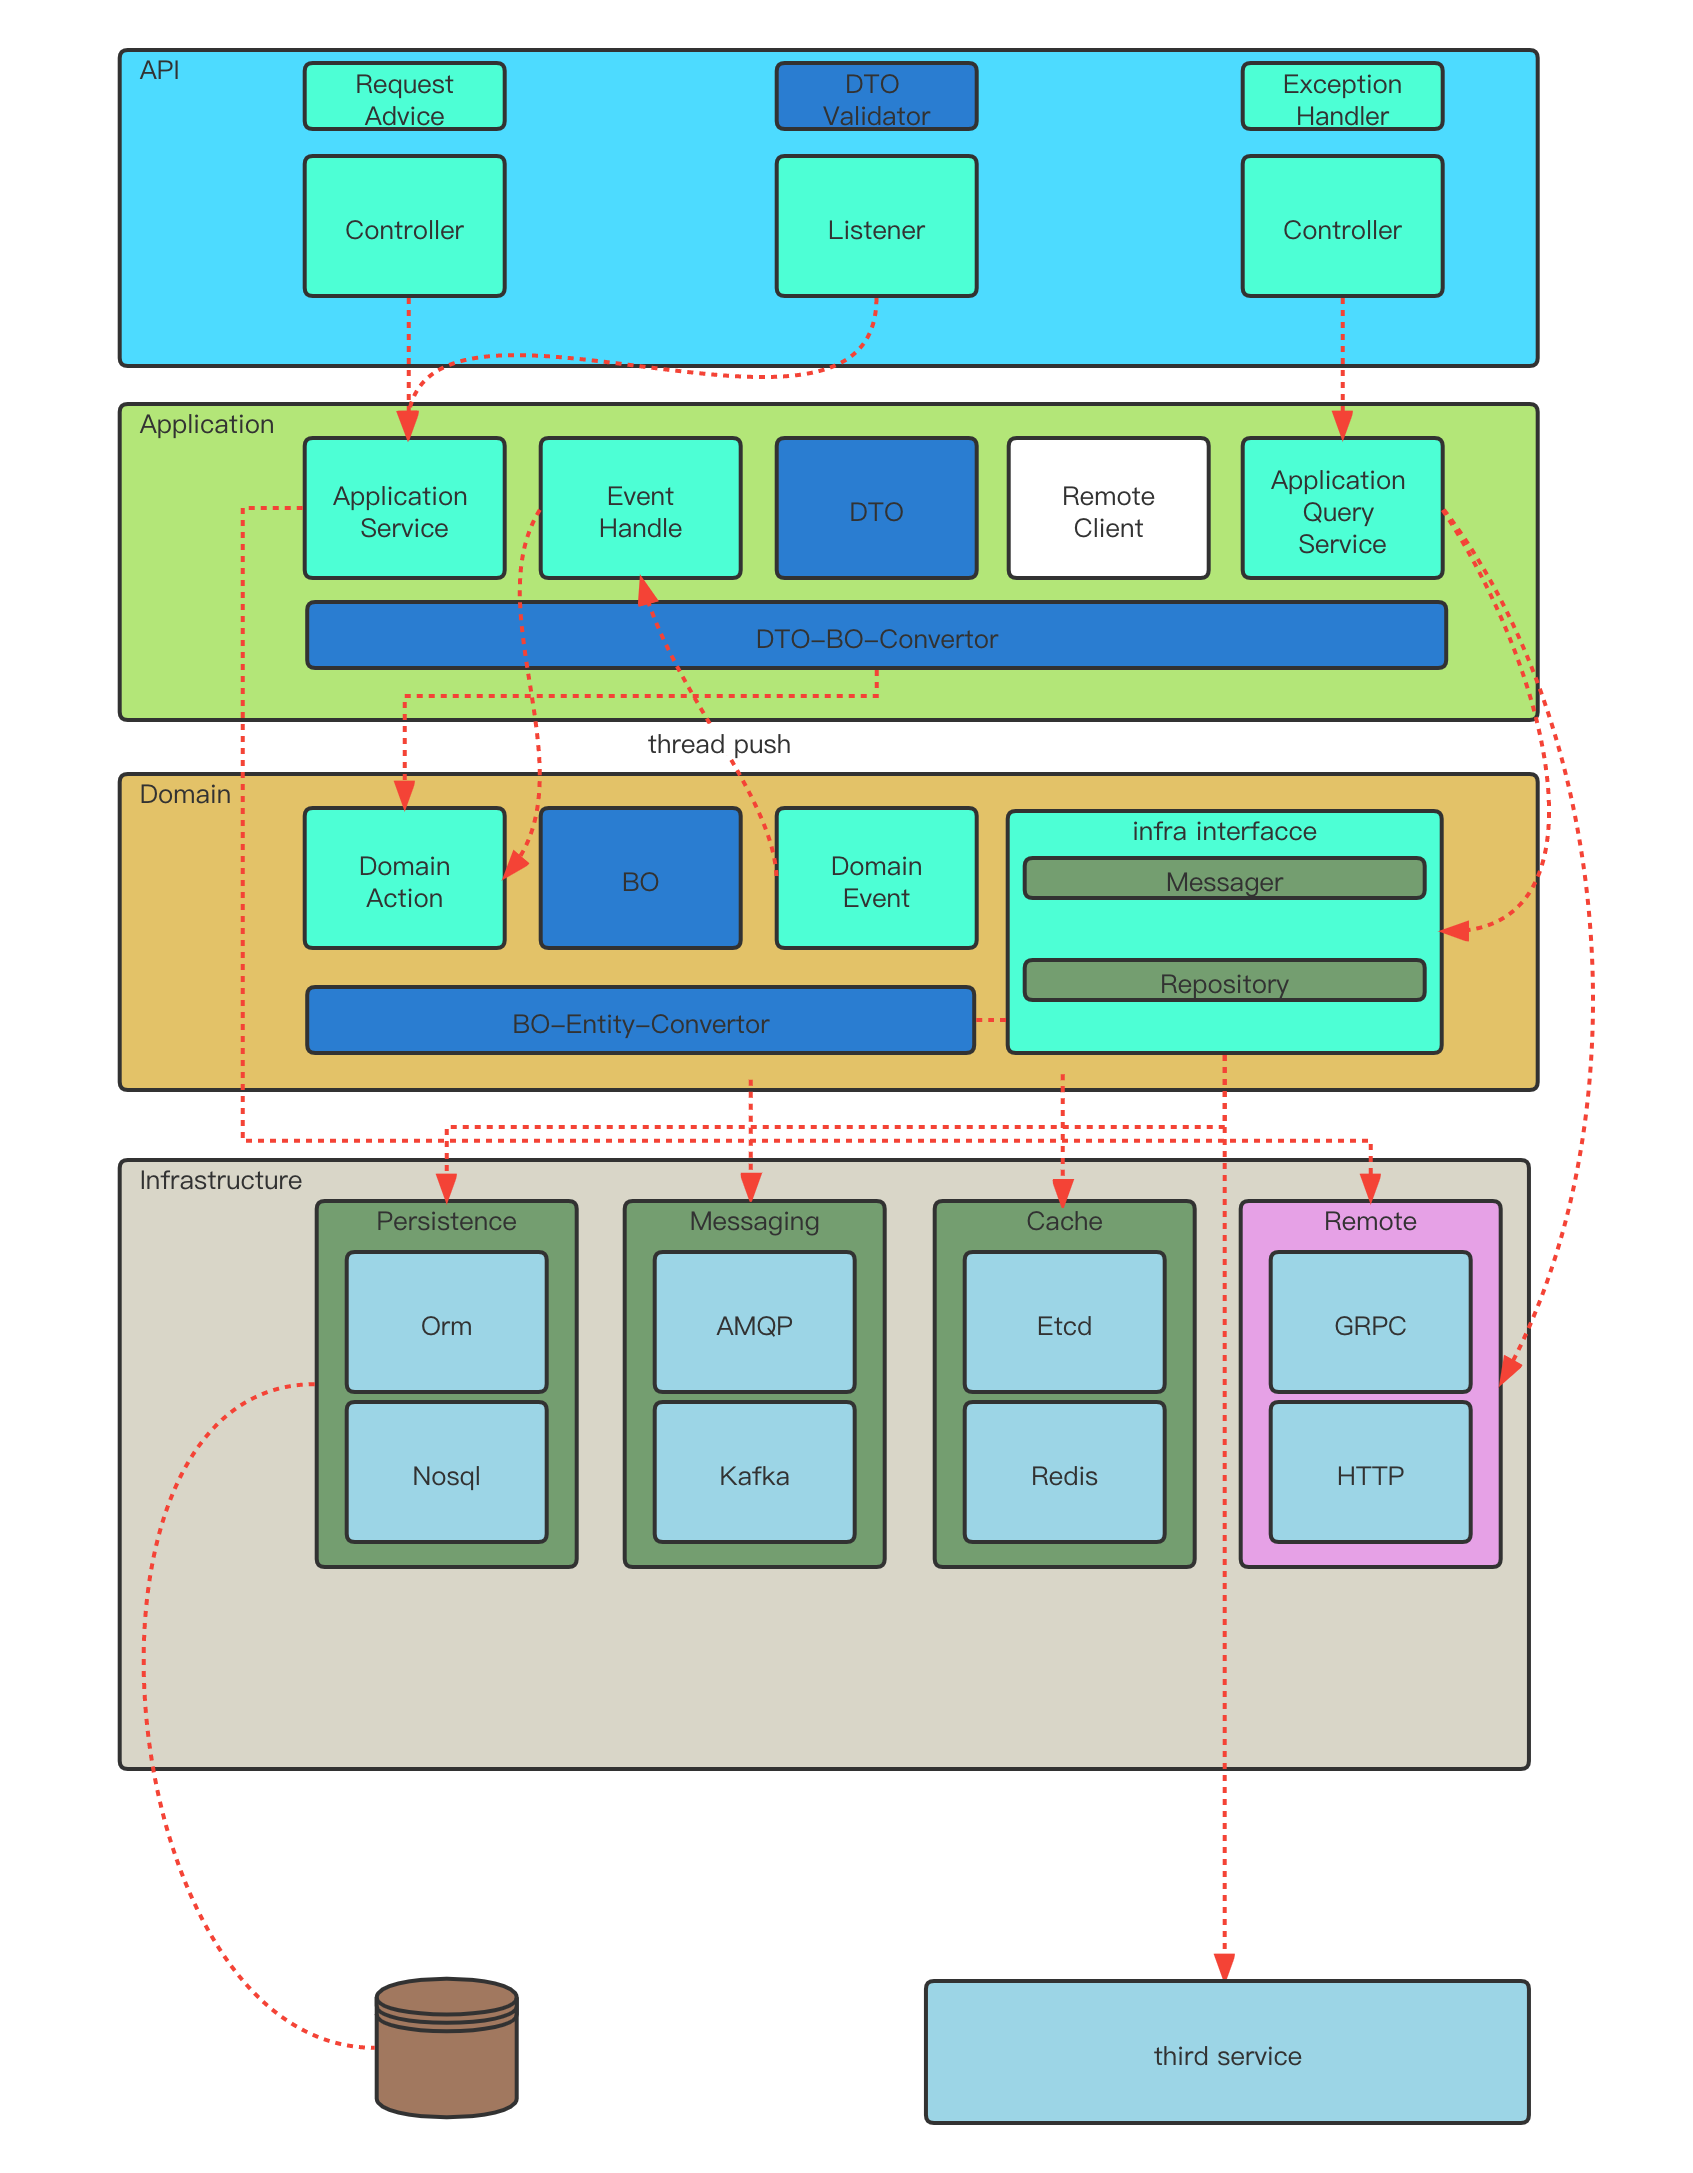 API
Request
Advice
DTO
Validator
Exception
Handler
Controller
Listener
Controller
Application
Application
Service
Event
Handle
DTO
Remote
Client
Application
Query
Service
DTO-BO-Convertor
thread push
Domain
Domain
Action
BO
Domain
Event
infra interfacce
Messager
Repository
BO-Entity-Convertor
Infrastructure
Persistence
Messaging
Cache
Remote
Orm
AMQP
Etcd
GRPC
Nosql
Kafka
Redis
HTTP
third service